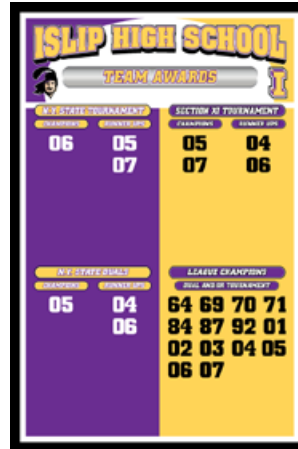 ISLIP HIGH SCHOOL
TEAM AWARDS
I
N.Y. STATE TOURNAMENT
CHAMPIONS RUNNER UPS
06 05
07
SECTION XI TOURNAMENT
CHAMPIONS RUNNER UPS
05 04
07 06
N.Y. STATE DUALS
CHAMPIONS RUNNER UPS
05 04
06
LEAGUE CHAMPIONS
DUAL AND OR TOURNAMENT
64 69 70 71
84 87 92 01
02 03 04 05
06 07